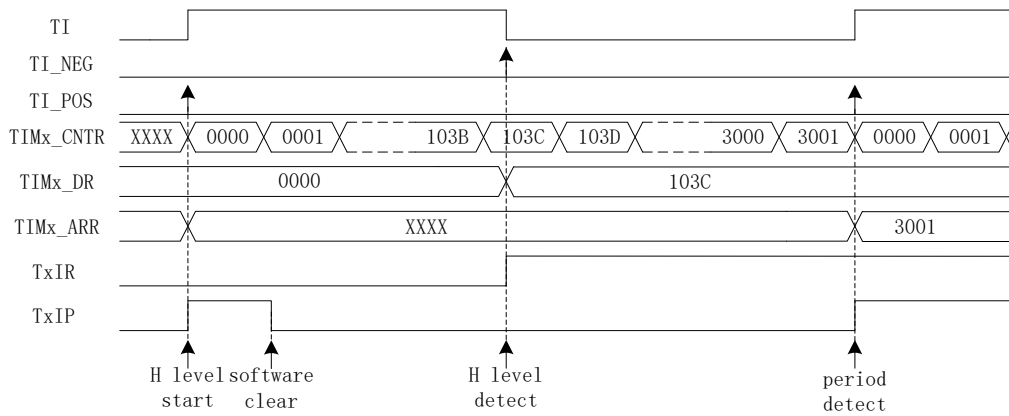 TI
TI_NEG
TI_POS
TIMx_CNTR XXXX 0000 0001 103B 103C 103D 3000 3001 0000 0001
TIMx_DR 0000 103C
TIMx_ARR XXXX 3001
TxIR
TxIP
H level start
software clear
H level detect
period detect